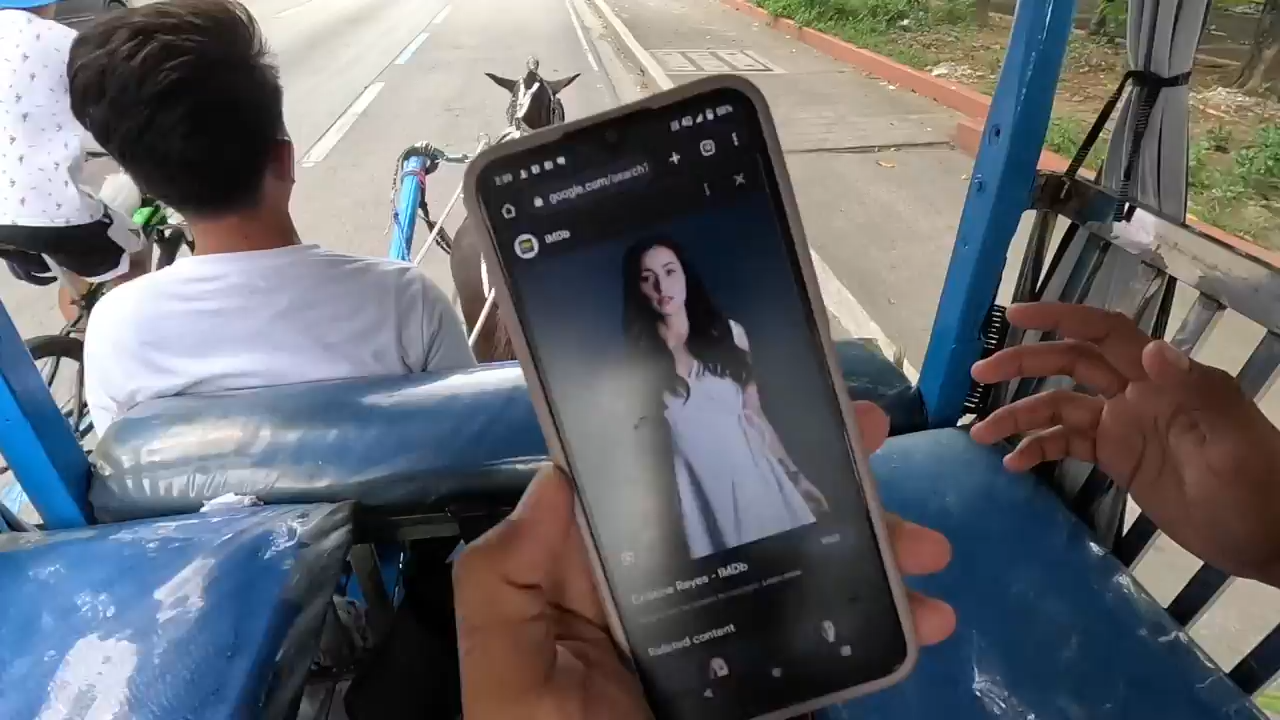 google.com/search?
IMDb
Cristine Reyes - IMDb
Related content